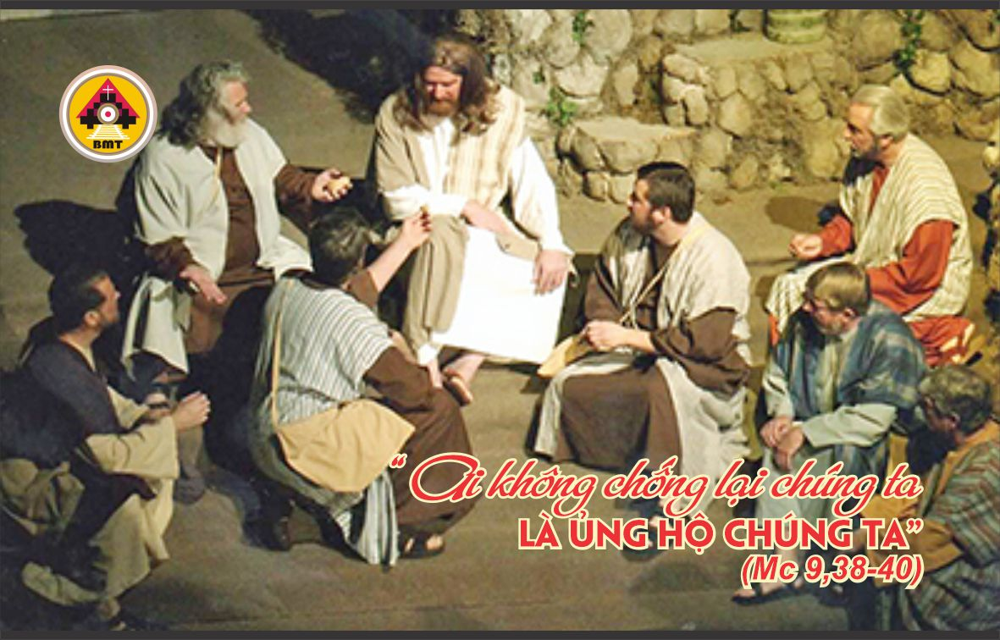 BMT
“ Ai không chống lại chúng ta
LÀ ỦNG HỘ CHÚNG TA”
(Mc 9,38-40)